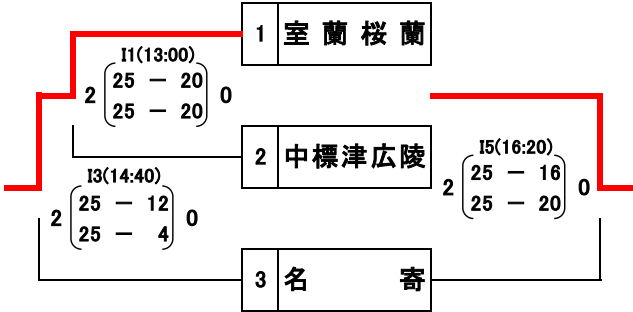 1 室蘭桜蘭
I1(13:00)
2 25 － 20 0
25 － 20
2 中標津広陵
I5(16:20)
2 25 － 16 0
25 － 20
I3(14:40)
2 25 － 12 0
25 － 4
3 名寄